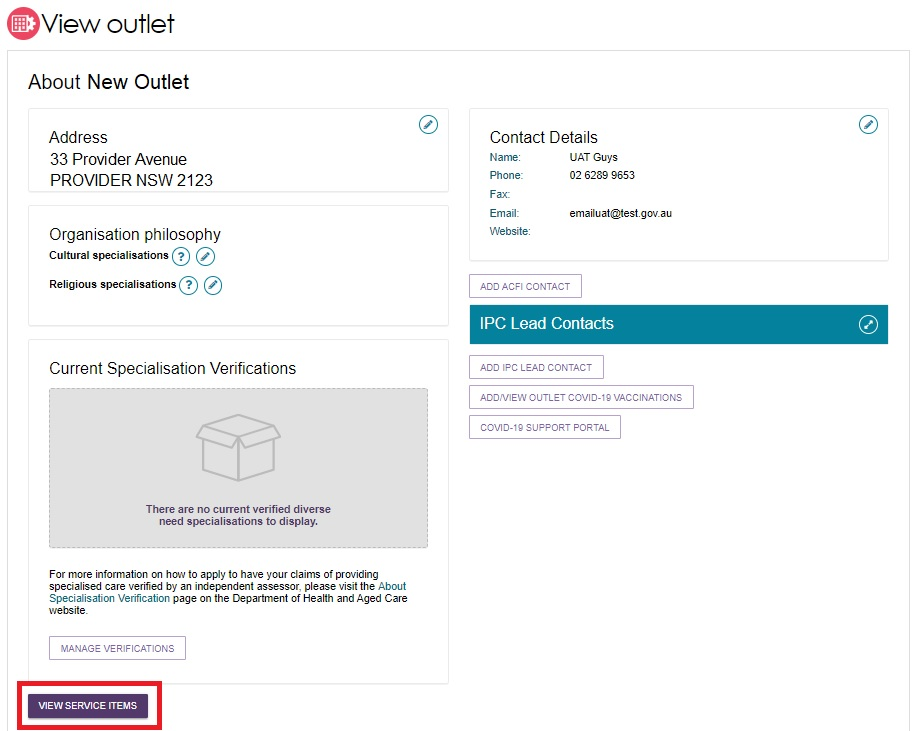 View outlet
About New Outlet
Address
33 Provider Avenue
PROVIDER NSW 2123
Organisation philosophy
Cultural specialisations ?
Religious specialisations ?
Current Specialisation Verifications
There are no current verified diverse
need specialisations to display.
For more information on how to apply to have your claims of providing
specialised care verified by an independent assessor, please visit the About
Specialisation Verification page on the Department of Health and Aged Care
website.
MANAGE VERIFICATIONS
VIEW SERVICE ITEMS
Contact Details
Name: UAT Guys
Phone: 02 6289 9653
Fax:
Email: emailuat@test.gov.au
Website:
ADD ACFI CONTACT
IPC Lead Contacts
ADD IPC LEAD CONTACT
ADD/VIEW OUTLET COVID-19 VACCINATIONS
COVID-19 SUPPORT PORTAL